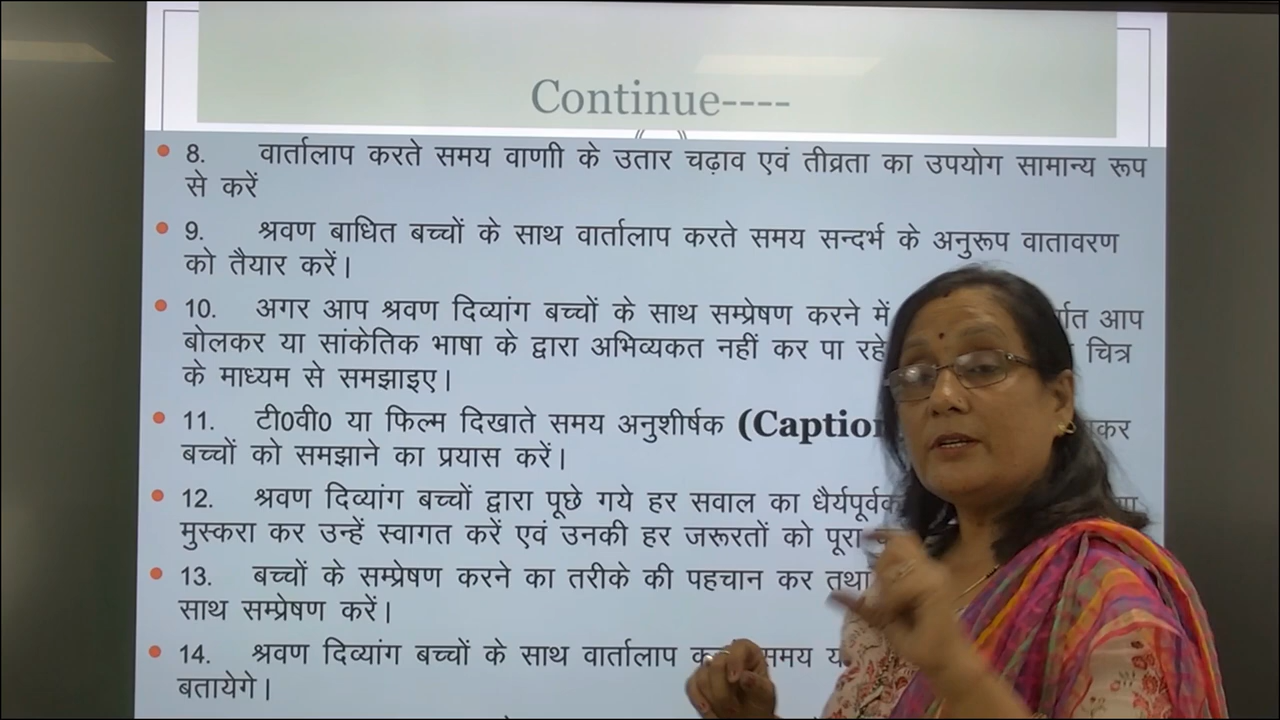 Continue----
8. वार्तालाप करते समय वाणाी के उतार चढ़ाव एवं तीव्रता का उपयोग सामान्य रूप
से करें
9. श्रवण बाधित बच्चों के साथ वार्तालाप करते समय सन्दर्भ के अनुरूप वातावरण
को तैयार करें।
10. अगर आप श्रवण दिव्यांग बच्चों के साथ सम्प्रेषण करने में आप
बोलकर या सांकेतिक भाषा के द्वारा अभिव्यकत नहीं कर पा रहे चित्र
के माध्यम से समझाइए।
11. टी0वी0 या फिल्म दिखाते समय अनुशीर्षक (Caption
बच्चों को समझाने का प्रयास करें।
12. श्रवण दिव्यांग बच्चों द्वारा पूछे गये हर सवाल का धैर्यपूर्वक
मुस्करा कर उन्हें स्वागत करें एवं उनकी हर जरूरतों को पूरा
13. बच्चों के सम्प्रेषण करने का तरीके की पहचान कर तथा
साथ सम्प्रेषण करें।
14. श्रवण दिव्यांग बच्चों के साथ वार्तालाप समय
बतायेगे।